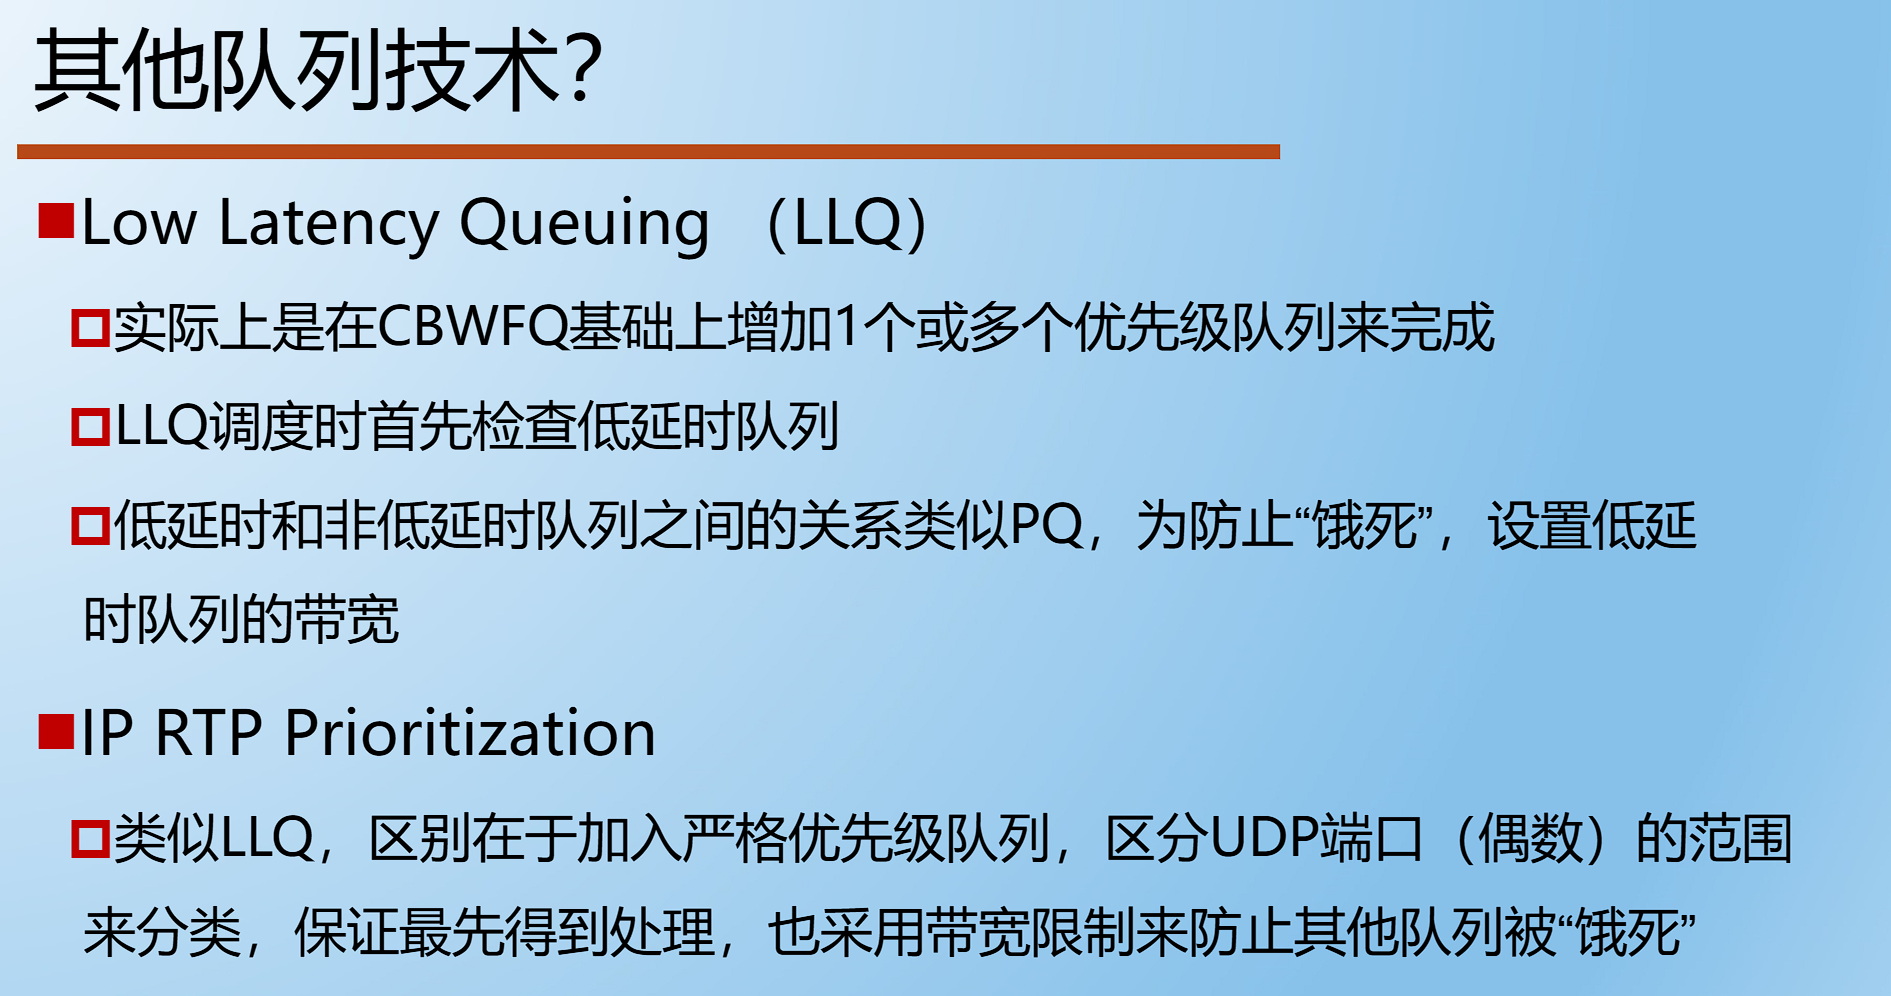 其他队列技术?
Low Latency Queuing （LLQ）
实际上是在CBWFQ基础上增加1个或多个优先级队列来完成
LLQ调度时首先检查低延时队列
低延时和非低延时队列之间的关系类似PQ，为防止“饿死”，设置低延
时队列的带宽
IP RTP Prioritization
类似LLQ，区别在于加入严格优先级队列，区分UDP端口（偶数）的范围
来分类，保证最先得到处理，也采用带宽限制来防止其他队列被“饿死”